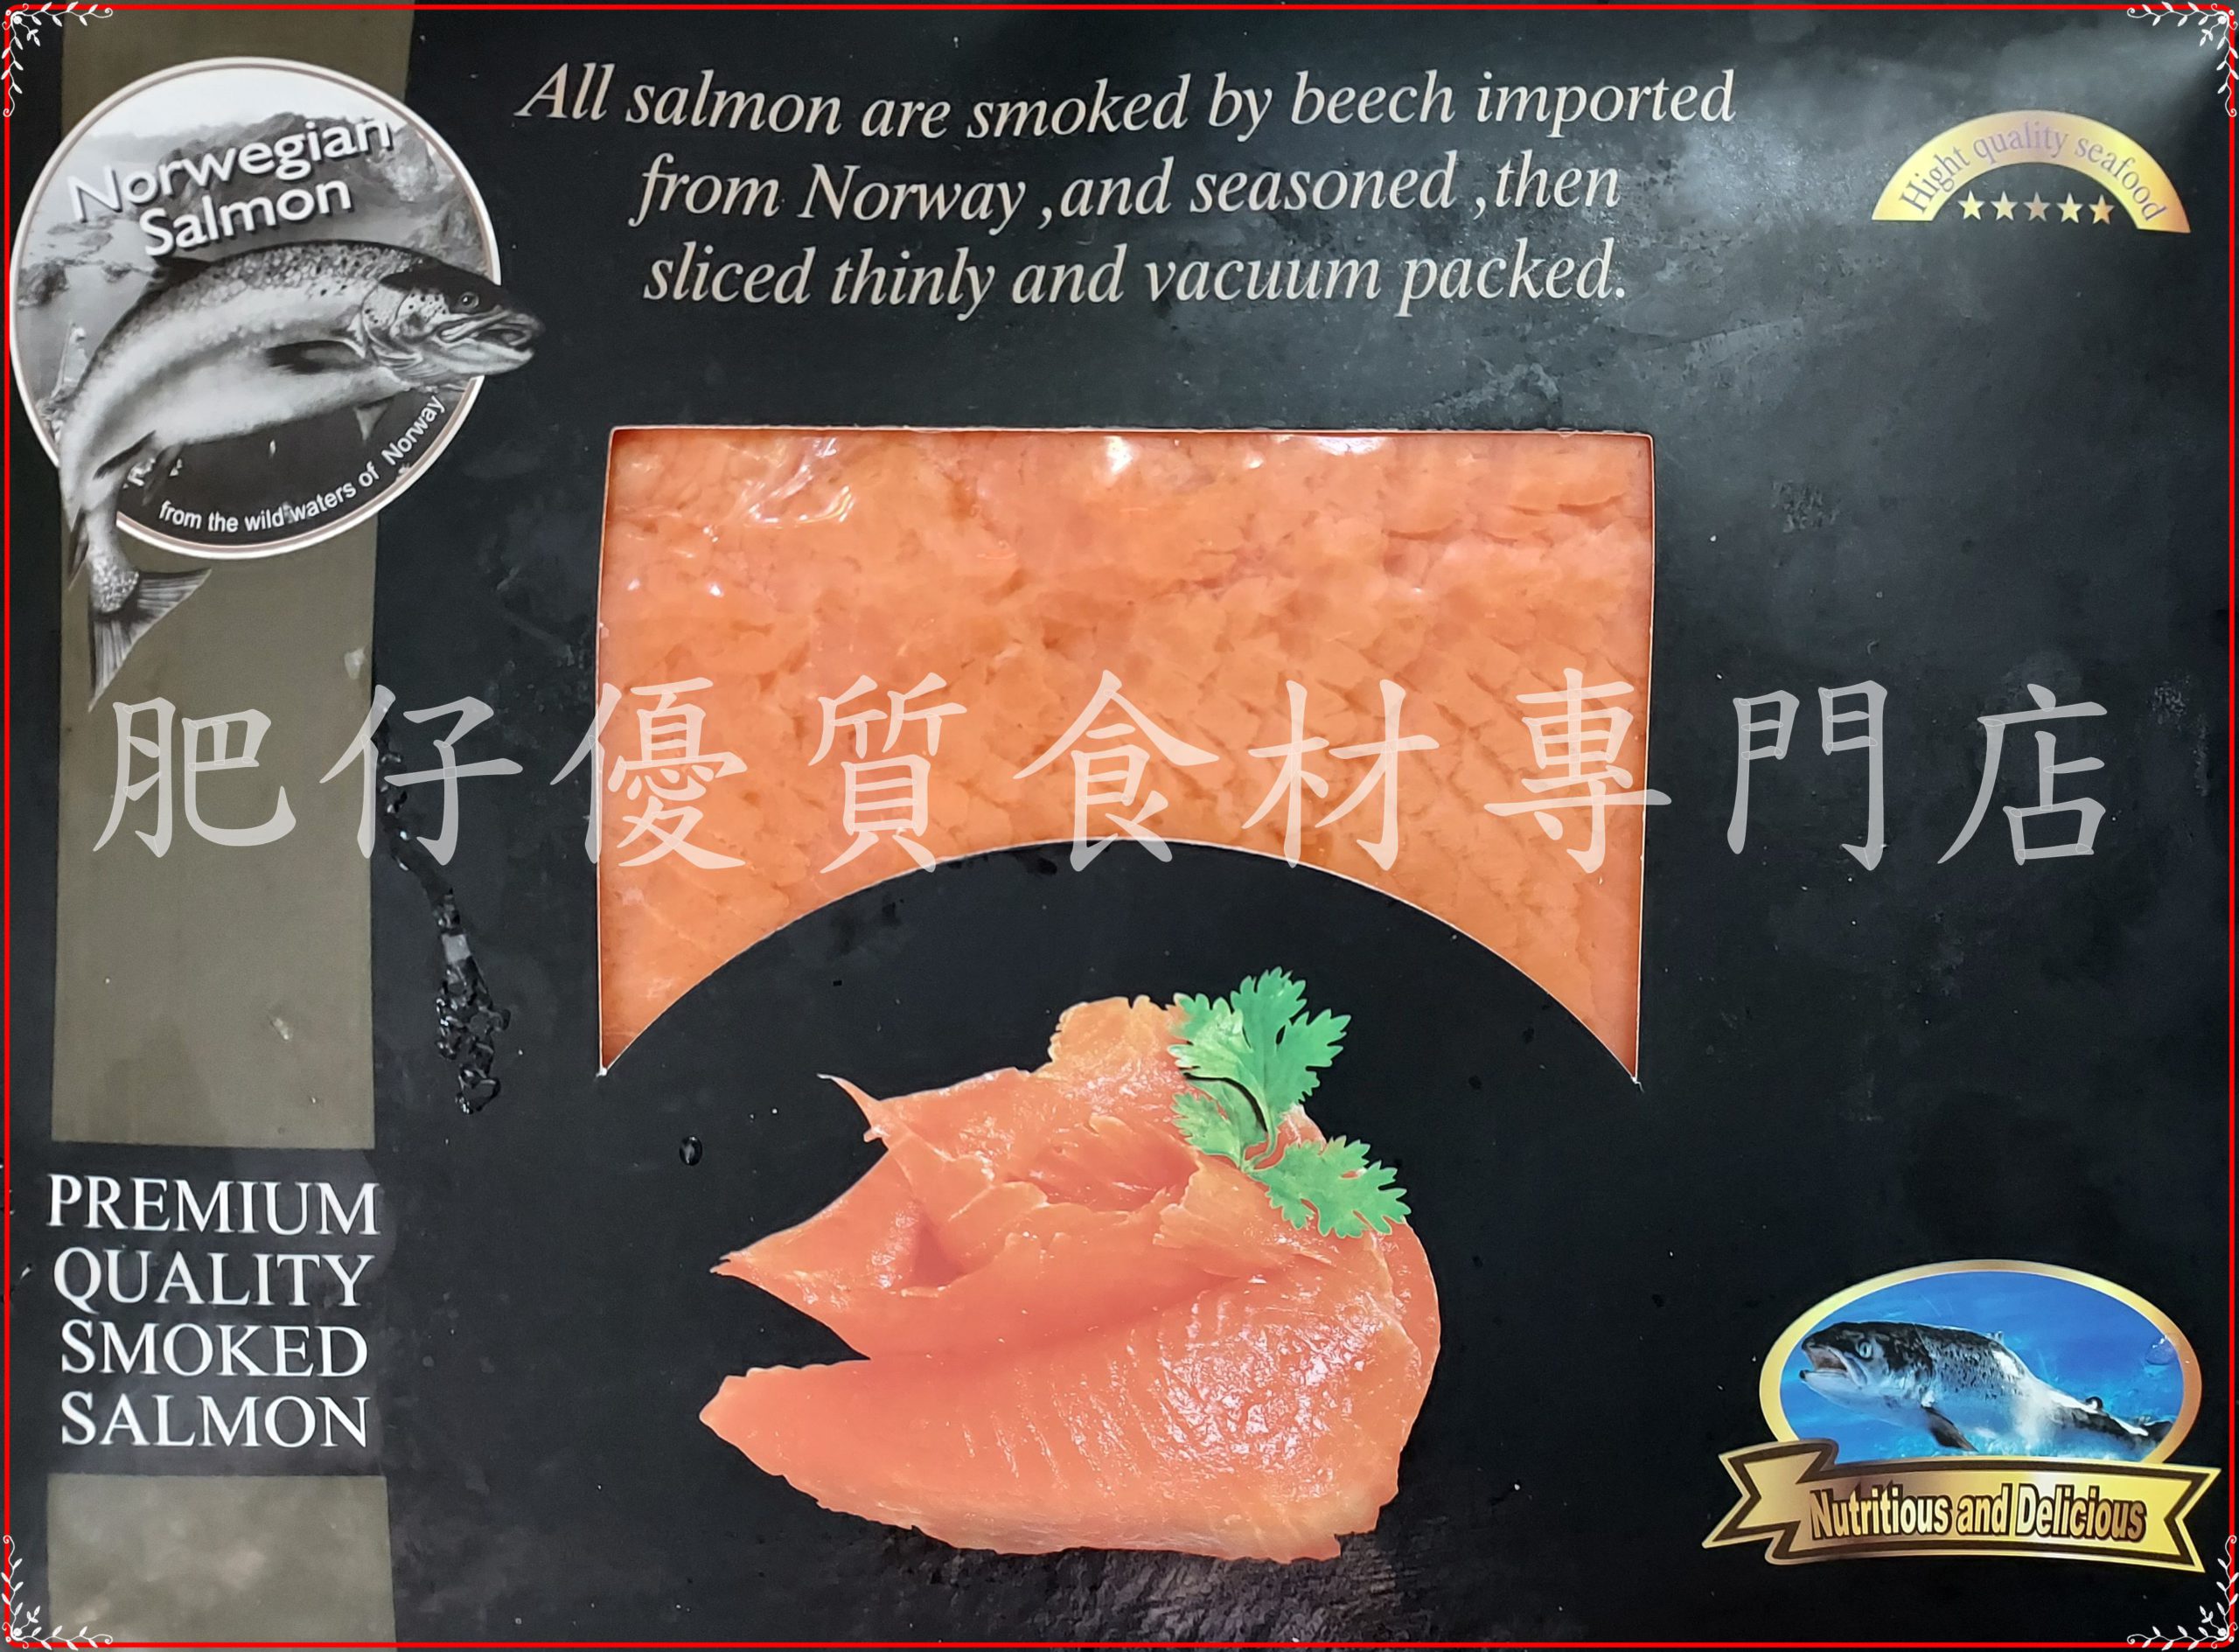 Norwegian
Salmon
from the wild waters of Norway
All salmon are smoked by beech imported
from Norway ,and seasoned ,then
sliced thinly and vacuum packed.
Hight quality seafood
肥仔優質食材專門店
PREMIUM
QUALITY
SMOKED
SALMON
Nutritious and Delicious